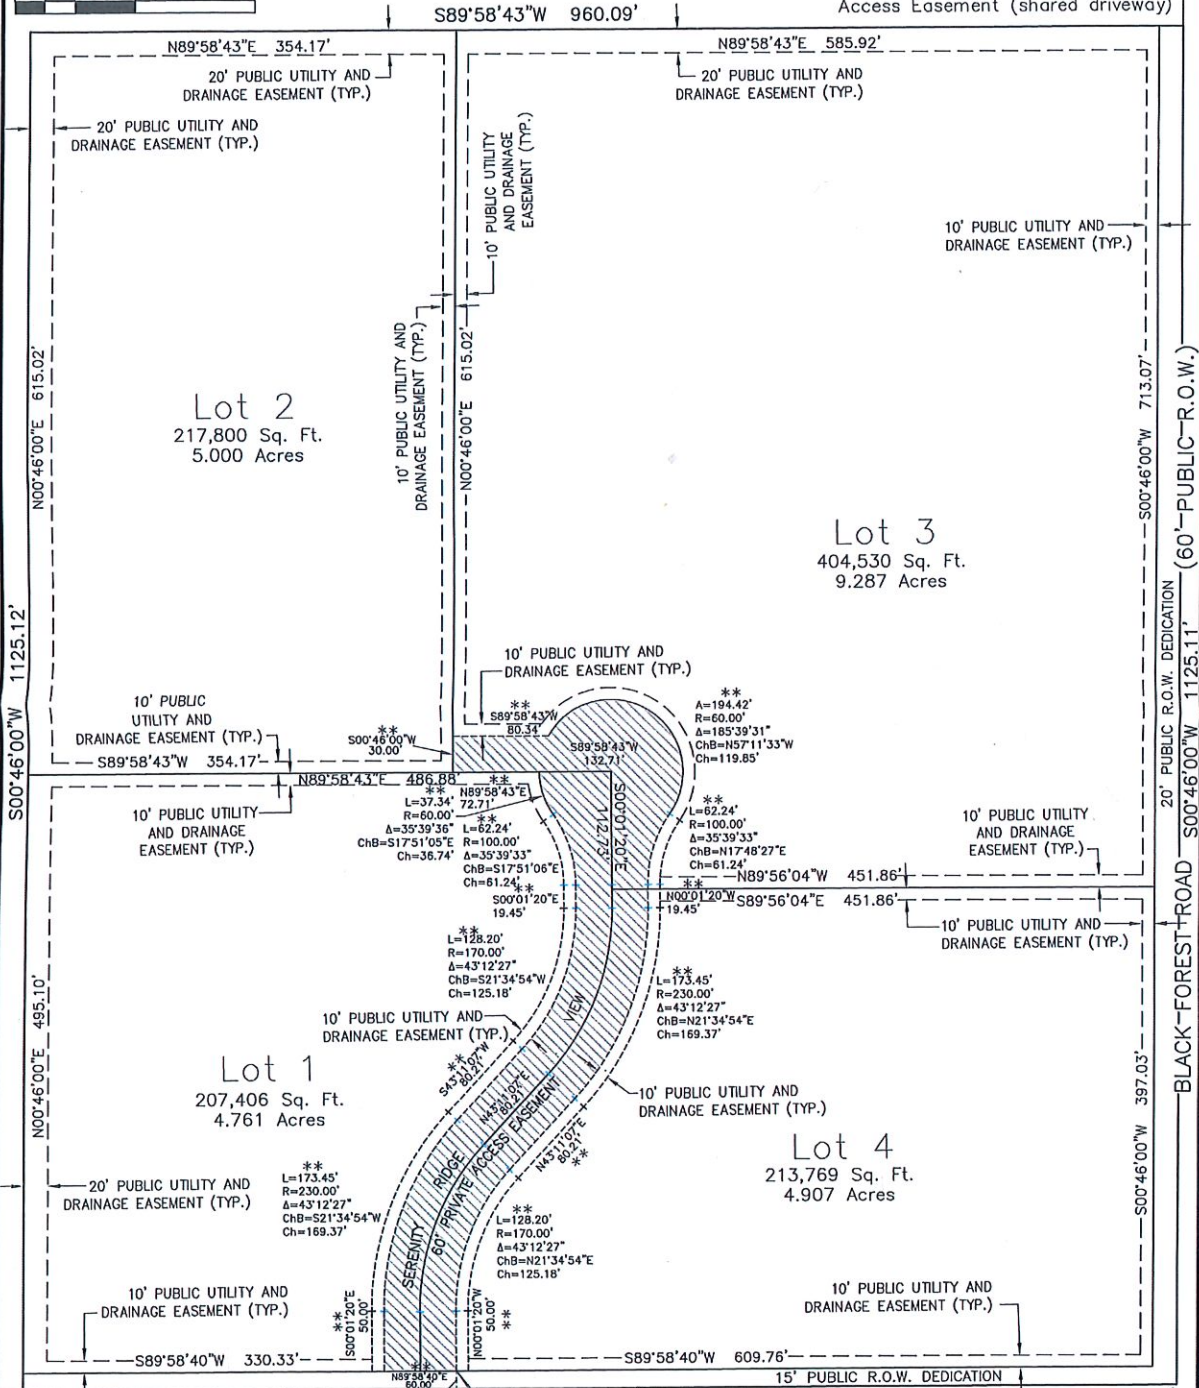 S89°58'43"W 960.09'
Access Easement (shared driveway)
N89°58'43"E 354.17'
N89°58'43"E 585.92'
20' PUBLIC UTILITY AND
DRAINAGE EASEMENT (TYP.)
20' PUBLIC UTILITY AND
DRAINAGE EASEMENT (TYP.)
20' PUBLIC UTILITY AND
DRAINAGE EASEMENT (TYP.)
10' PUBLIC UTILITY
AND DRAINAGE
EASEMENT (TYP.)
10' PUBLIC UTILITY AND
DRAINAGE EASEMENT (TYP.)
10' PUBLIC UTILITY AND
DRAINAGE EASEMENT (TYP.)
N00°46'00"E 615.02'
N00°46'00"E 615.02'
S00°46'00"W 713.07'
Lot 2
217,800 Sq. Ft.
5.000 Acres
Lot 3
404,530 Sq. Ft.
9.287 Acres
S00°46'00"W 1125.12'
20' PUBLIC R.O.W. DEDICATION
S00°46'00"W 1125.11'
BLACK FOREST ROAD (60' PUBLIC R.O.W.)
10' PUBLIC UTILITY AND
DRAINAGE EASEMENT (TYP.)
10' PUBLIC
UTILITY AND
DRAINAGE EASEMENT (TYP.)
**
S00°46'00"W
30.00'
**
S89°58'43"W
80.34'
**
A=194.42'
R=60.00'
Δ=185°39'31"
ChB=N57°11'33"W
Ch=119.85'
S89°58'43"W
132.71'
S89°58'43"W 354.17'
N89°58'43"E 486.88'
**
N89°58'43"E
72.71'
10' PUBLIC UTILITY
AND DRAINAGE
EASEMENT (TYP.)
**
L=37.34'
R=60.00'
Δ=35°39'36"
ChB=S17°51'05"E
Ch=36.74'
**
L=62.24'
R=100.00'
Δ=35°39'33"
ChB=S17°51'06"E
Ch=61.24'
S00°01'20"E
112.73'
**
L=62.24'
R=100.00'
Δ=35°39'33"
ChB=N17°48'27"E
Ch=61.24'
10' PUBLIC UTILITY
AND DRAINAGE
EASEMENT (TYP.)
N89°56'04"W 451.86'
**
S00°01'20"E
19.45'
**
N00°01'20"W
19.45'
S89°56'04"E 451.86'
10' PUBLIC UTILITY AND
DRAINAGE EASEMENT (TYP.)
**
L=128.20'
R=170.00'
Δ=43°12'27"
ChB=S21°34'54"W
Ch=125.18'
**
L=173.45'
R=230.00'
Δ=43°12'27"
ChB=N21°34'54"E
Ch=169.37'
10' PUBLIC UTILITY AND
DRAINAGE EASEMENT (TYP.)
N00°46'00"E 495.10'
S00°46'00"W 397.03'
Lot 1
207,406 Sq. Ft.
4.761 Acres
**
S43°11'07"W
80.21'
N43°11'07"E
80.21'
N43°11'07"E
80.21'
**
10' PUBLIC UTILITY AND
DRAINAGE EASEMENT (TYP.)
Lot 4
213,769 Sq. Ft.
4.907 Acres
SERENITY RIDGE VIEW
60' PRIVATE ACCESS EASEMENT
**
L=173.45'
R=230.00'
Δ=43°12'27"
ChB=S21°34'54"W
Ch=169.37'
20' PUBLIC UTILITY AND
DRAINAGE EASEMENT (TYP.)
**
L=128.20'
R=170.00'
Δ=43°12'27"
ChB=N21°34'54"E
Ch=125.18'
10' PUBLIC UTILITY AND
DRAINAGE EASEMENT (TYP.)
10' PUBLIC UTILITY AND
DRAINAGE EASEMENT (TYP.)
**
S00°01'20"E
50.00'
N00°01'20"W
50.00'
**
S89°58'40"W 330.33'
S89°58'40"W 609.76'
**
N89°58'40"E
60.00'
15' PUBLIC R.O.W. DEDICATION